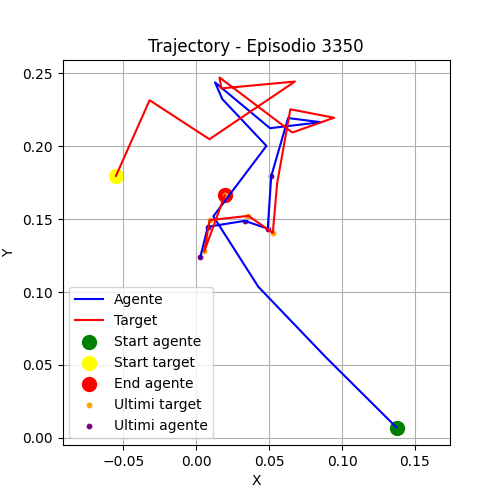 Trajectory - Episodio 3350
0.25
0.20
0.15
0.10
0.05
0.00
Y
−0.05 0.00 0.05 0.10 0.15
X
Agente
Target
Start agente
Start target
End agente
Ultimi target
Ultimi agente